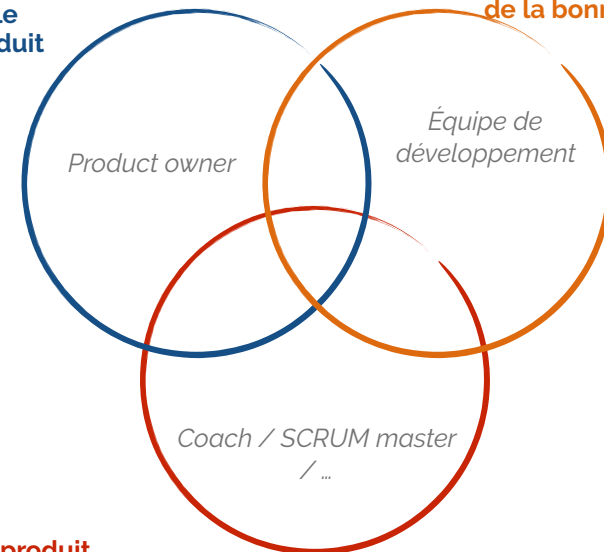 le
duit
de la bonn
Product owner
Équipe de
développement
Coach / SCRUM master
/ ...
produit